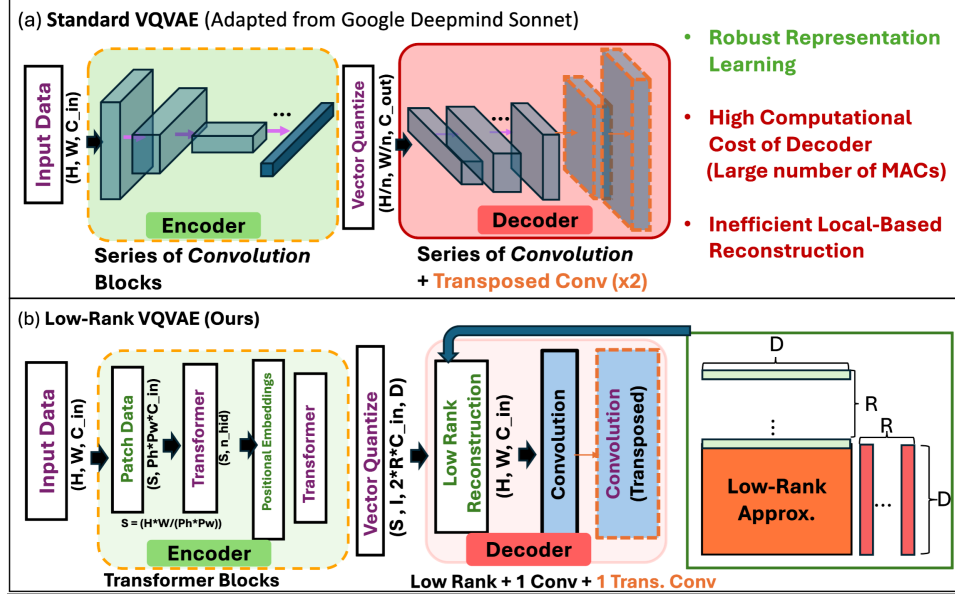 (a) Standard VQVAE (Adapted from Google Deepmind Sonnet)
Input Data
(H, W, C_in)
...
Encoder
Series of Convolution
Blocks
Vector Quantize
(H/n, W/n, C_out)
...
Decoder
Series of Convolution
+ Transposed Conv (x2)
• Robust Representation
Learning
• High Computational
Cost of Decoder
(Large number of MACs)
• Inefficient Local-Based
Reconstruction
(b) Low-Rank VQVAE (Ours)
Input Data
(H, W, C_in)
Patch Data
(S, Ph*Pw*C_in)
Transformer
(S, n_hid)
Positional Embeddings
Transformer
S = (H*W/(Ph*Pw))
Encoder
Transformer Blocks
Vector Quantize
(S, I, 2*R*C_in, D)
Low Rank
Reconstruction
(H, W, C_in)
Convolution
Convolution
(Transposed)
Decoder
Low Rank + 1 Conv + 1 Trans. Conv
D
R
...
R
Low-Rank
Approx.
...
D